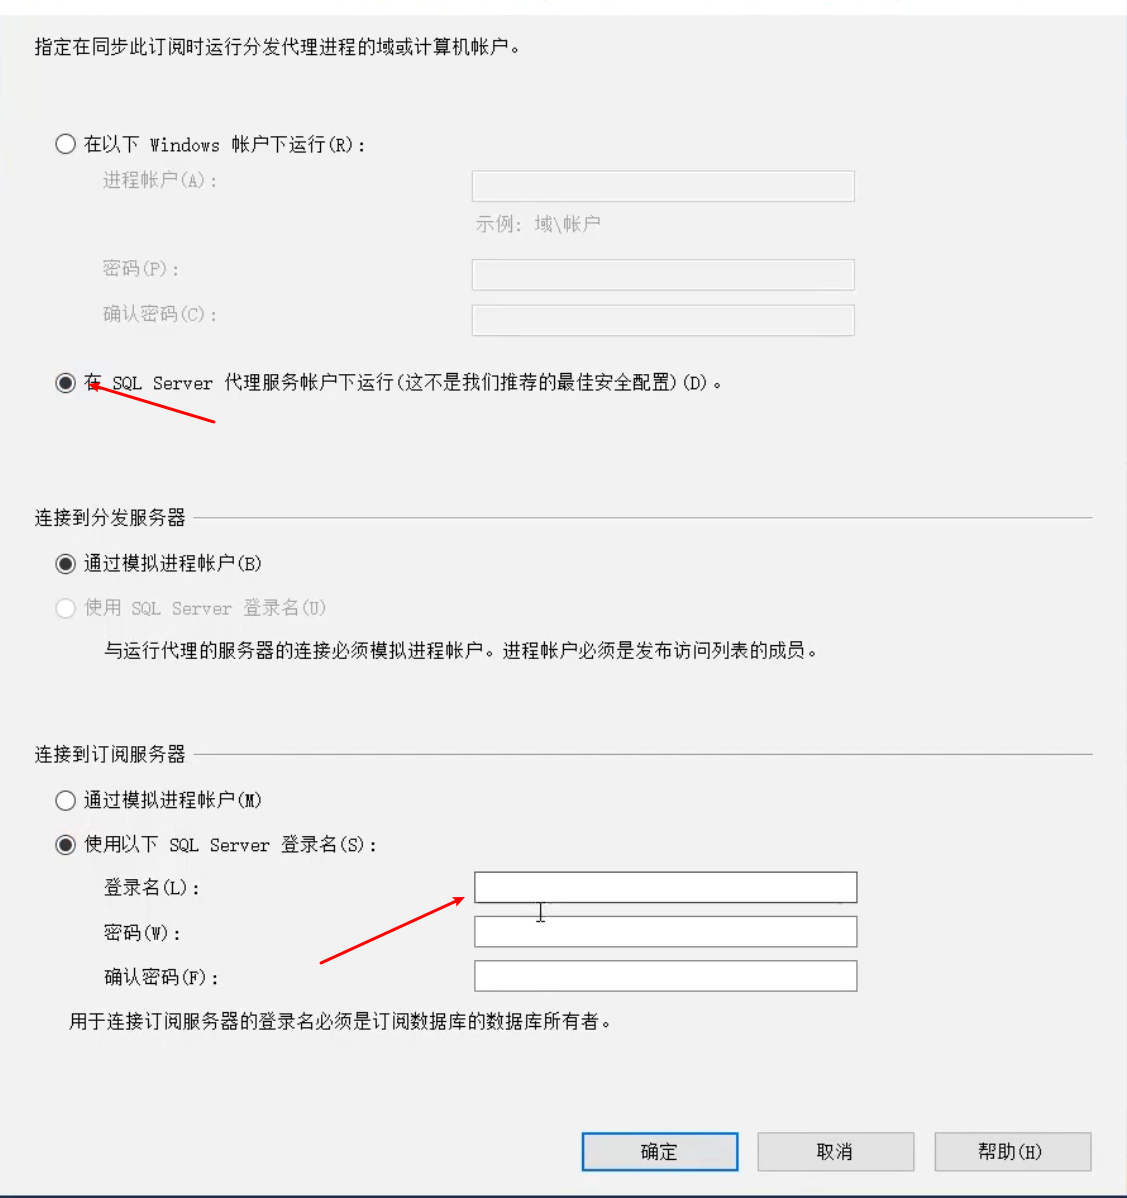 指定在同步此订阅时运行分发代理进程的域或计算机帐户。
在以下 Windows 帐户下运行(R):
进程帐户(A):
示例: 域\帐户
密码(P):
确认密码(C):
在 SQL Server 代理服务帐户下运行(这不是我们推荐的最佳安全配置)(D)。
连接到分发服务器
通过模拟进程帐户(B)
使用 SQL Server 登录名(U)
与运行代理的服务器的连接必须模拟进程帐户。进程帐户必须是发布访问列表的成员。
连接到订阅服务器
通过模拟进程帐户(M)
使用以下 SQL Server 登录名(S):
登录名(L):
密码(W):
确认密码(F):
用于连接订阅服务器的登录名必须是订阅数据库的数据库所有者。
确定 取消 帮助(H)